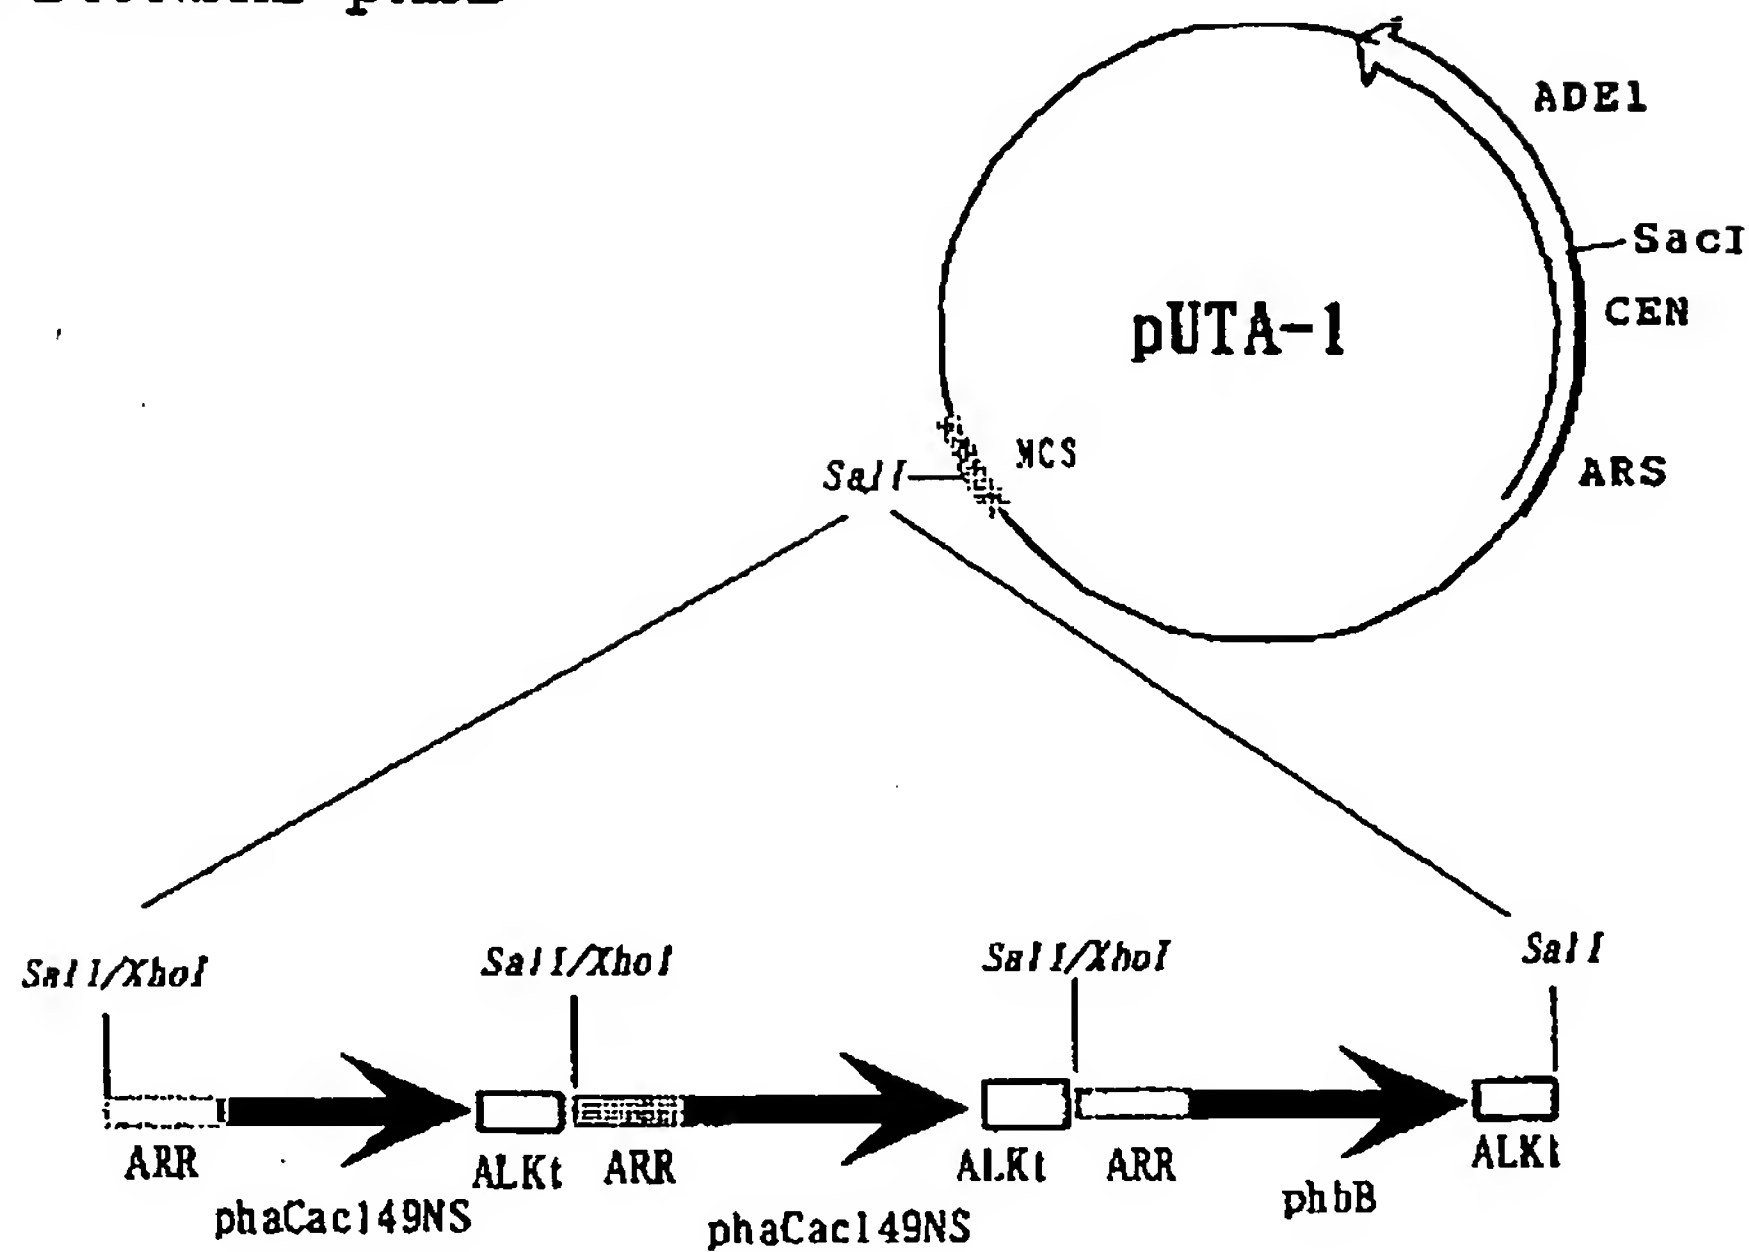 ADE1
SacI
CEN
pUTA-1
MCS
SalI
ARS
SalI/XhoI
SalI/XhoI
SalI/XhoI
SalI
ARR
ALKt
ARR
ALKt
ARR
ALKt
phaCac149NS
phaCac149NS
phbB